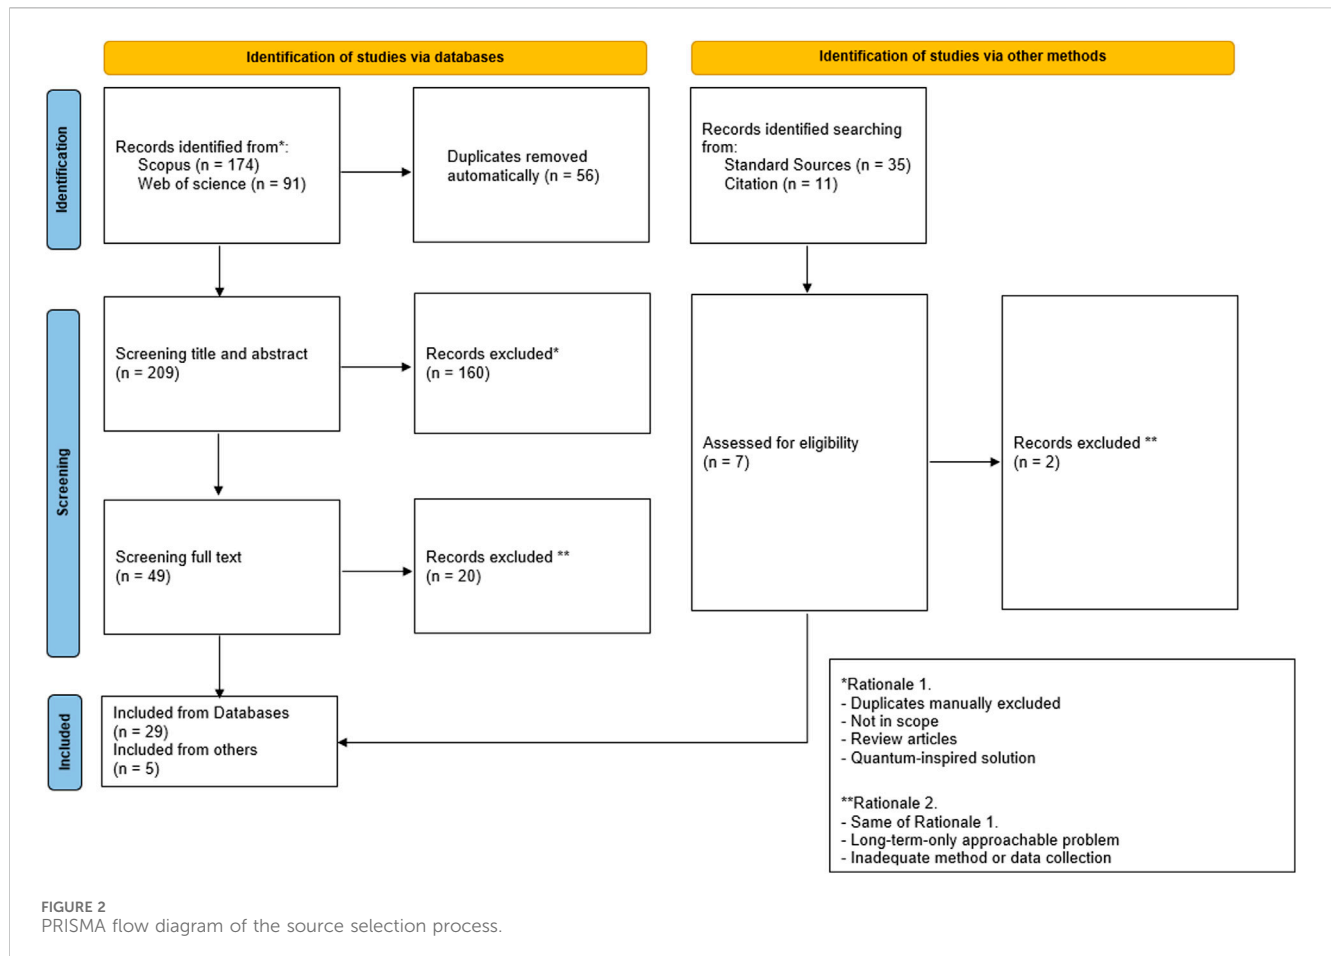 Identification of studies via databases
Identification of studies via other methods
Identification
Records identified from*:
Scopus (n = 174)
Web of science (n = 91)
Duplicates removed
automatically (n = 56)
Records identified searching
from:
Standard Sources (n = 35)
Citation (n = 11)
Screening
Screening title and abstract
(n = 209)
Records excluded*
(n = 160)
Assessed for eligibility
(n = 7)
Records excluded **
(n = 2)
Screening full text
(n = 49)
Records excluded **
(n = 20)
Included
Included from Databases
(n = 29)
Included from others
(n = 5)
*Rationale 1.
- Duplicates manually excluded
- Not in scope
- Review articles
- Quantum-inspired solution
**Rationale 2.
- Same of Rationale 1.
- Long-term-only approachable problem
- Inadequate method or data collection
FIGURE 2
PRISMA flow diagram of the source selection process.